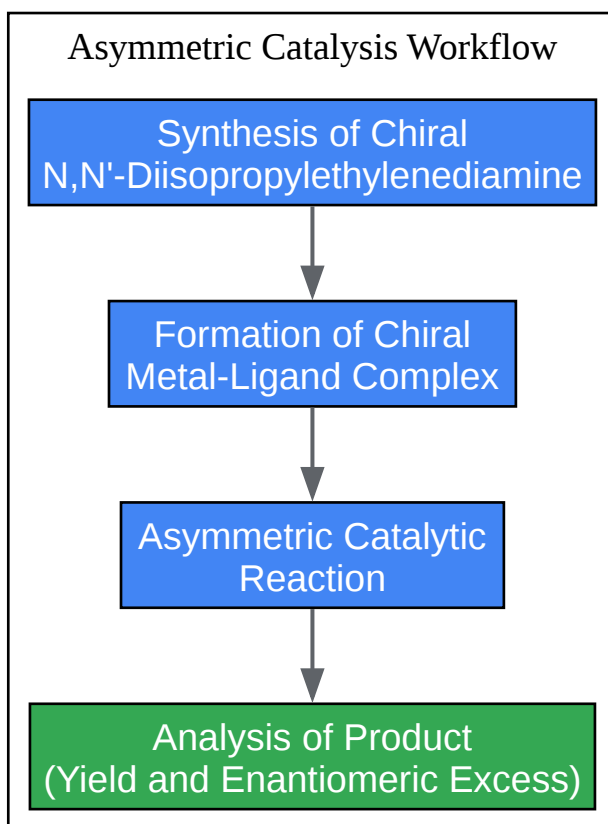 Asymmetric Catalysis Workflow
Synthesis of Chiral
N,N'-Diisopropylethylenediamine
Formation of Chiral
Metal-Ligand Complex
Asymmetric Catalytic
Reaction
Analysis of Product
(Yield and Enantiomeric Excess)